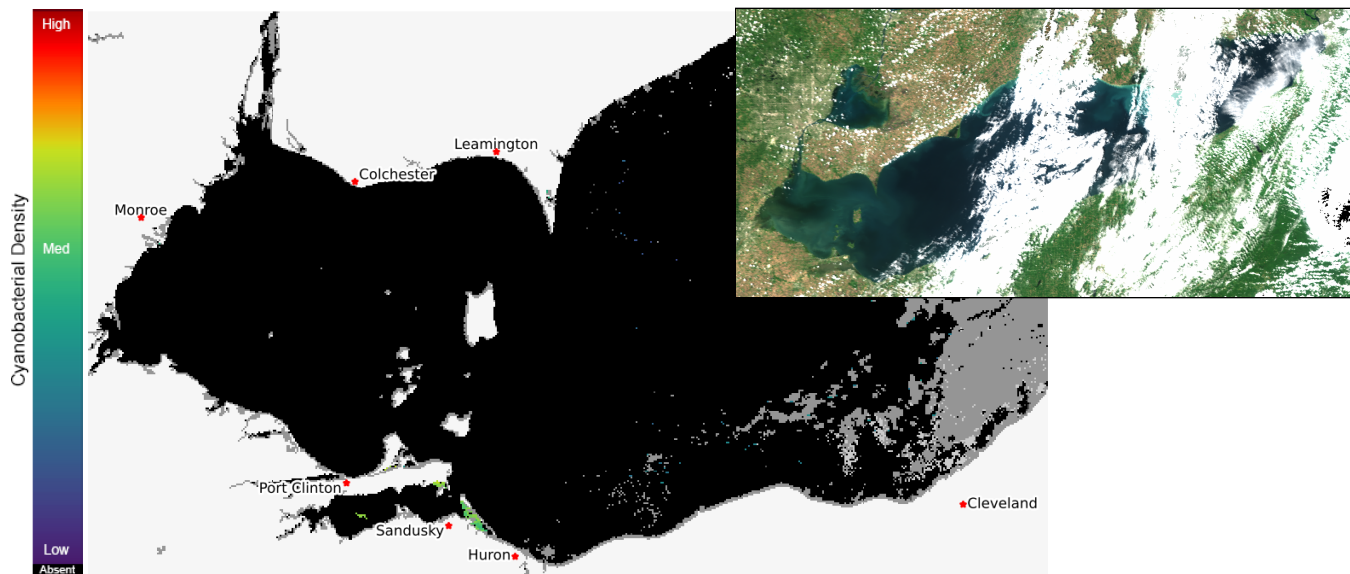 High
Leamington
Colchester
Monroe
Med
Cyanobacterial Density
Port Clinton
Cleveland
Sandusky
Huron
Low
Absent